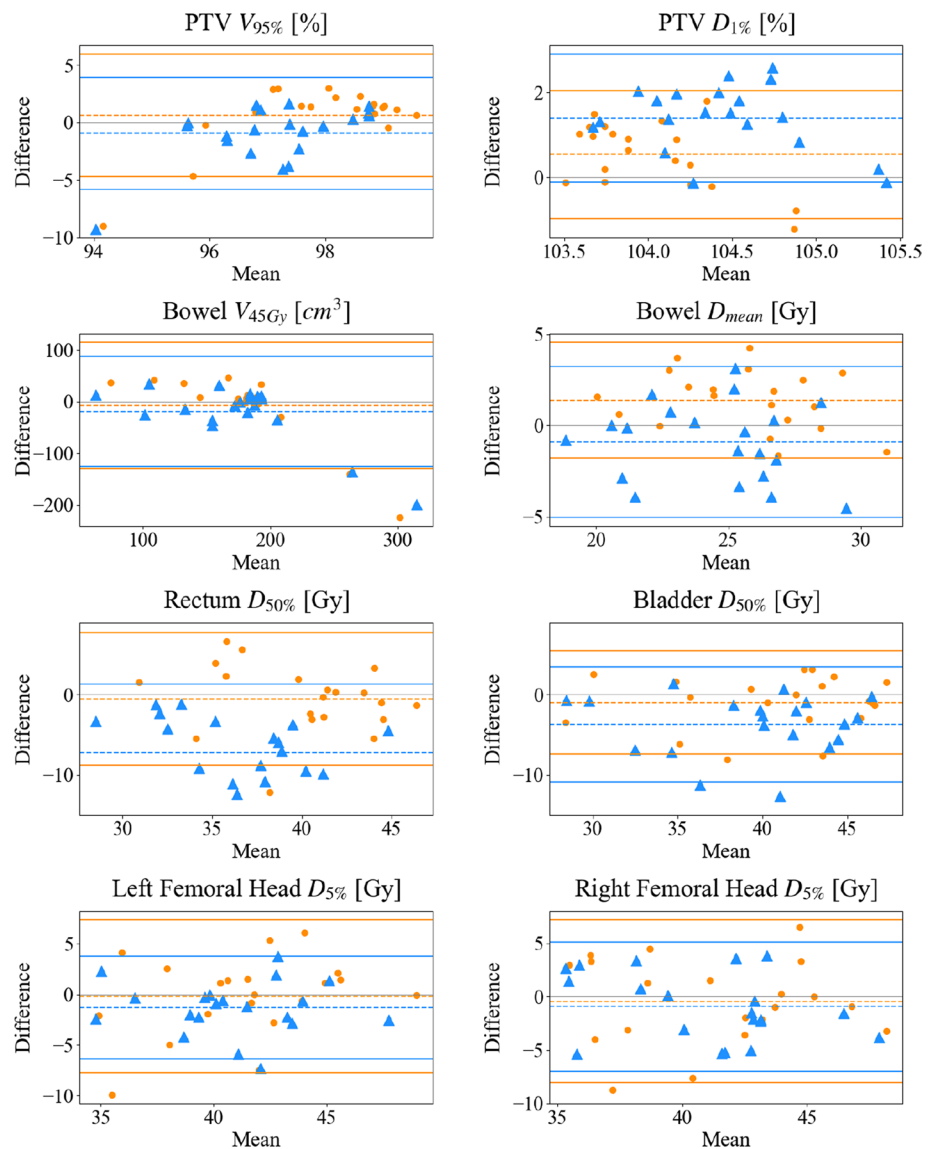 PTV V95% [%]
PTV D1% [%]
Difference
5
0
−5
−10
94
96
98
Mean
Difference
2
1
0
103.5
104.0
104.5
105.0
105.5
Mean
Bowel V45Gy [cm3]
Bowel Dmean [Gy]
Difference
100
0
−100
−200
100
200
300
Mean
Difference
5
0
−5
20
25
30
Mean
Rectum D50% [Gy]
Bladder D50% [Gy]
Difference
0
−10
30
35
40
45
Mean
Difference
0
−10
30
35
40
45
Mean
Left Femoral Head D5% [Gy]
Right Femoral Head D5% [Gy]
Difference
5
0
−5
−10
35
40
45
Mean
Difference
5
0
−5
−10
35
40
45
Mean